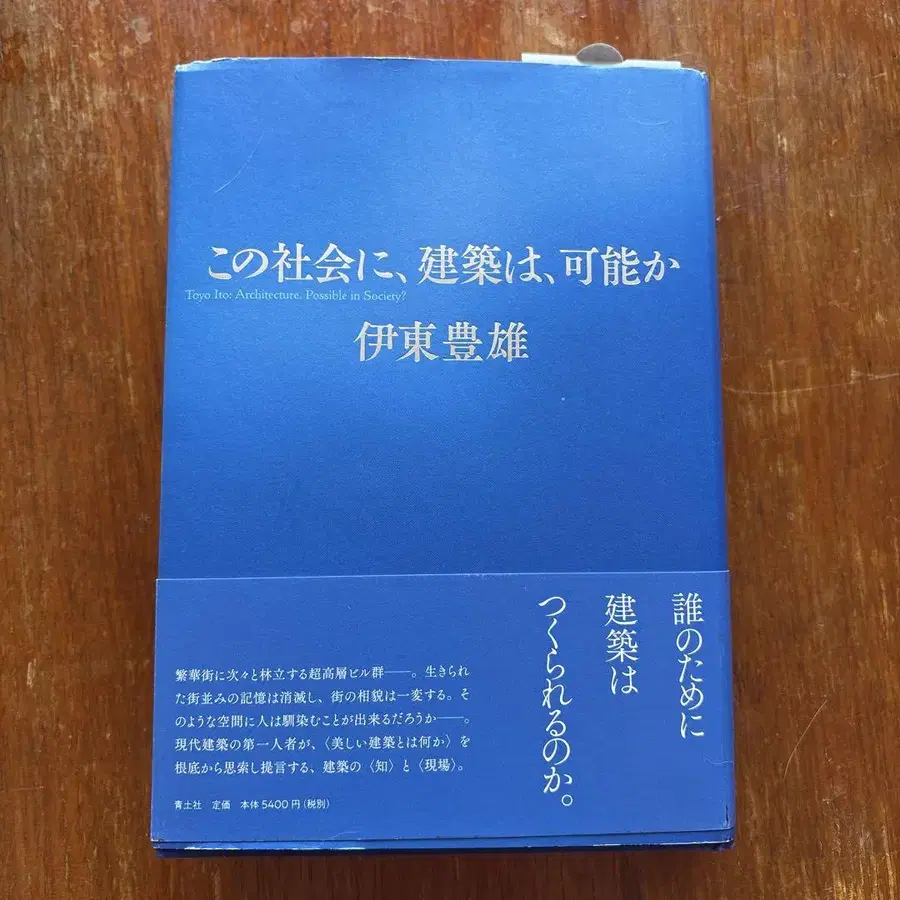 この社会に、建築は、可能か
Toyo Ito: Architecture. Possible in Society?
伊東豊雄
誰のために
建築は
つくられるのか。
繁華街に次々と林立する超高層ビル群――。生きられ
た街並みの記憶は消滅し、街の相貌は一変する。そ
のような空間に人は馴染むことが出来るだろうか――。
現代建築の第一人者が、〈美しい建築とは何か〉を
根底から思索し提言する、建築の〈知〉と〈現場〉。
青土社 定価 本体5400円(税別)